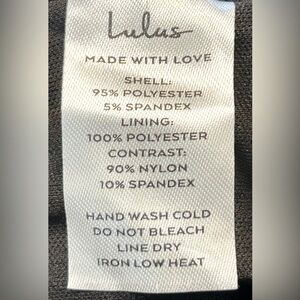 Lulus
MADE WITH LOVE
SHELL:
95% POLYESTER
5% SPANDEX
LINING:
100% POLYESTER
CONTRAST:
90% NYLON
10% SPANDEX
HAND WASH COLD
DO NOT BLEACH
LINE DRY
IRON LOW HEAT